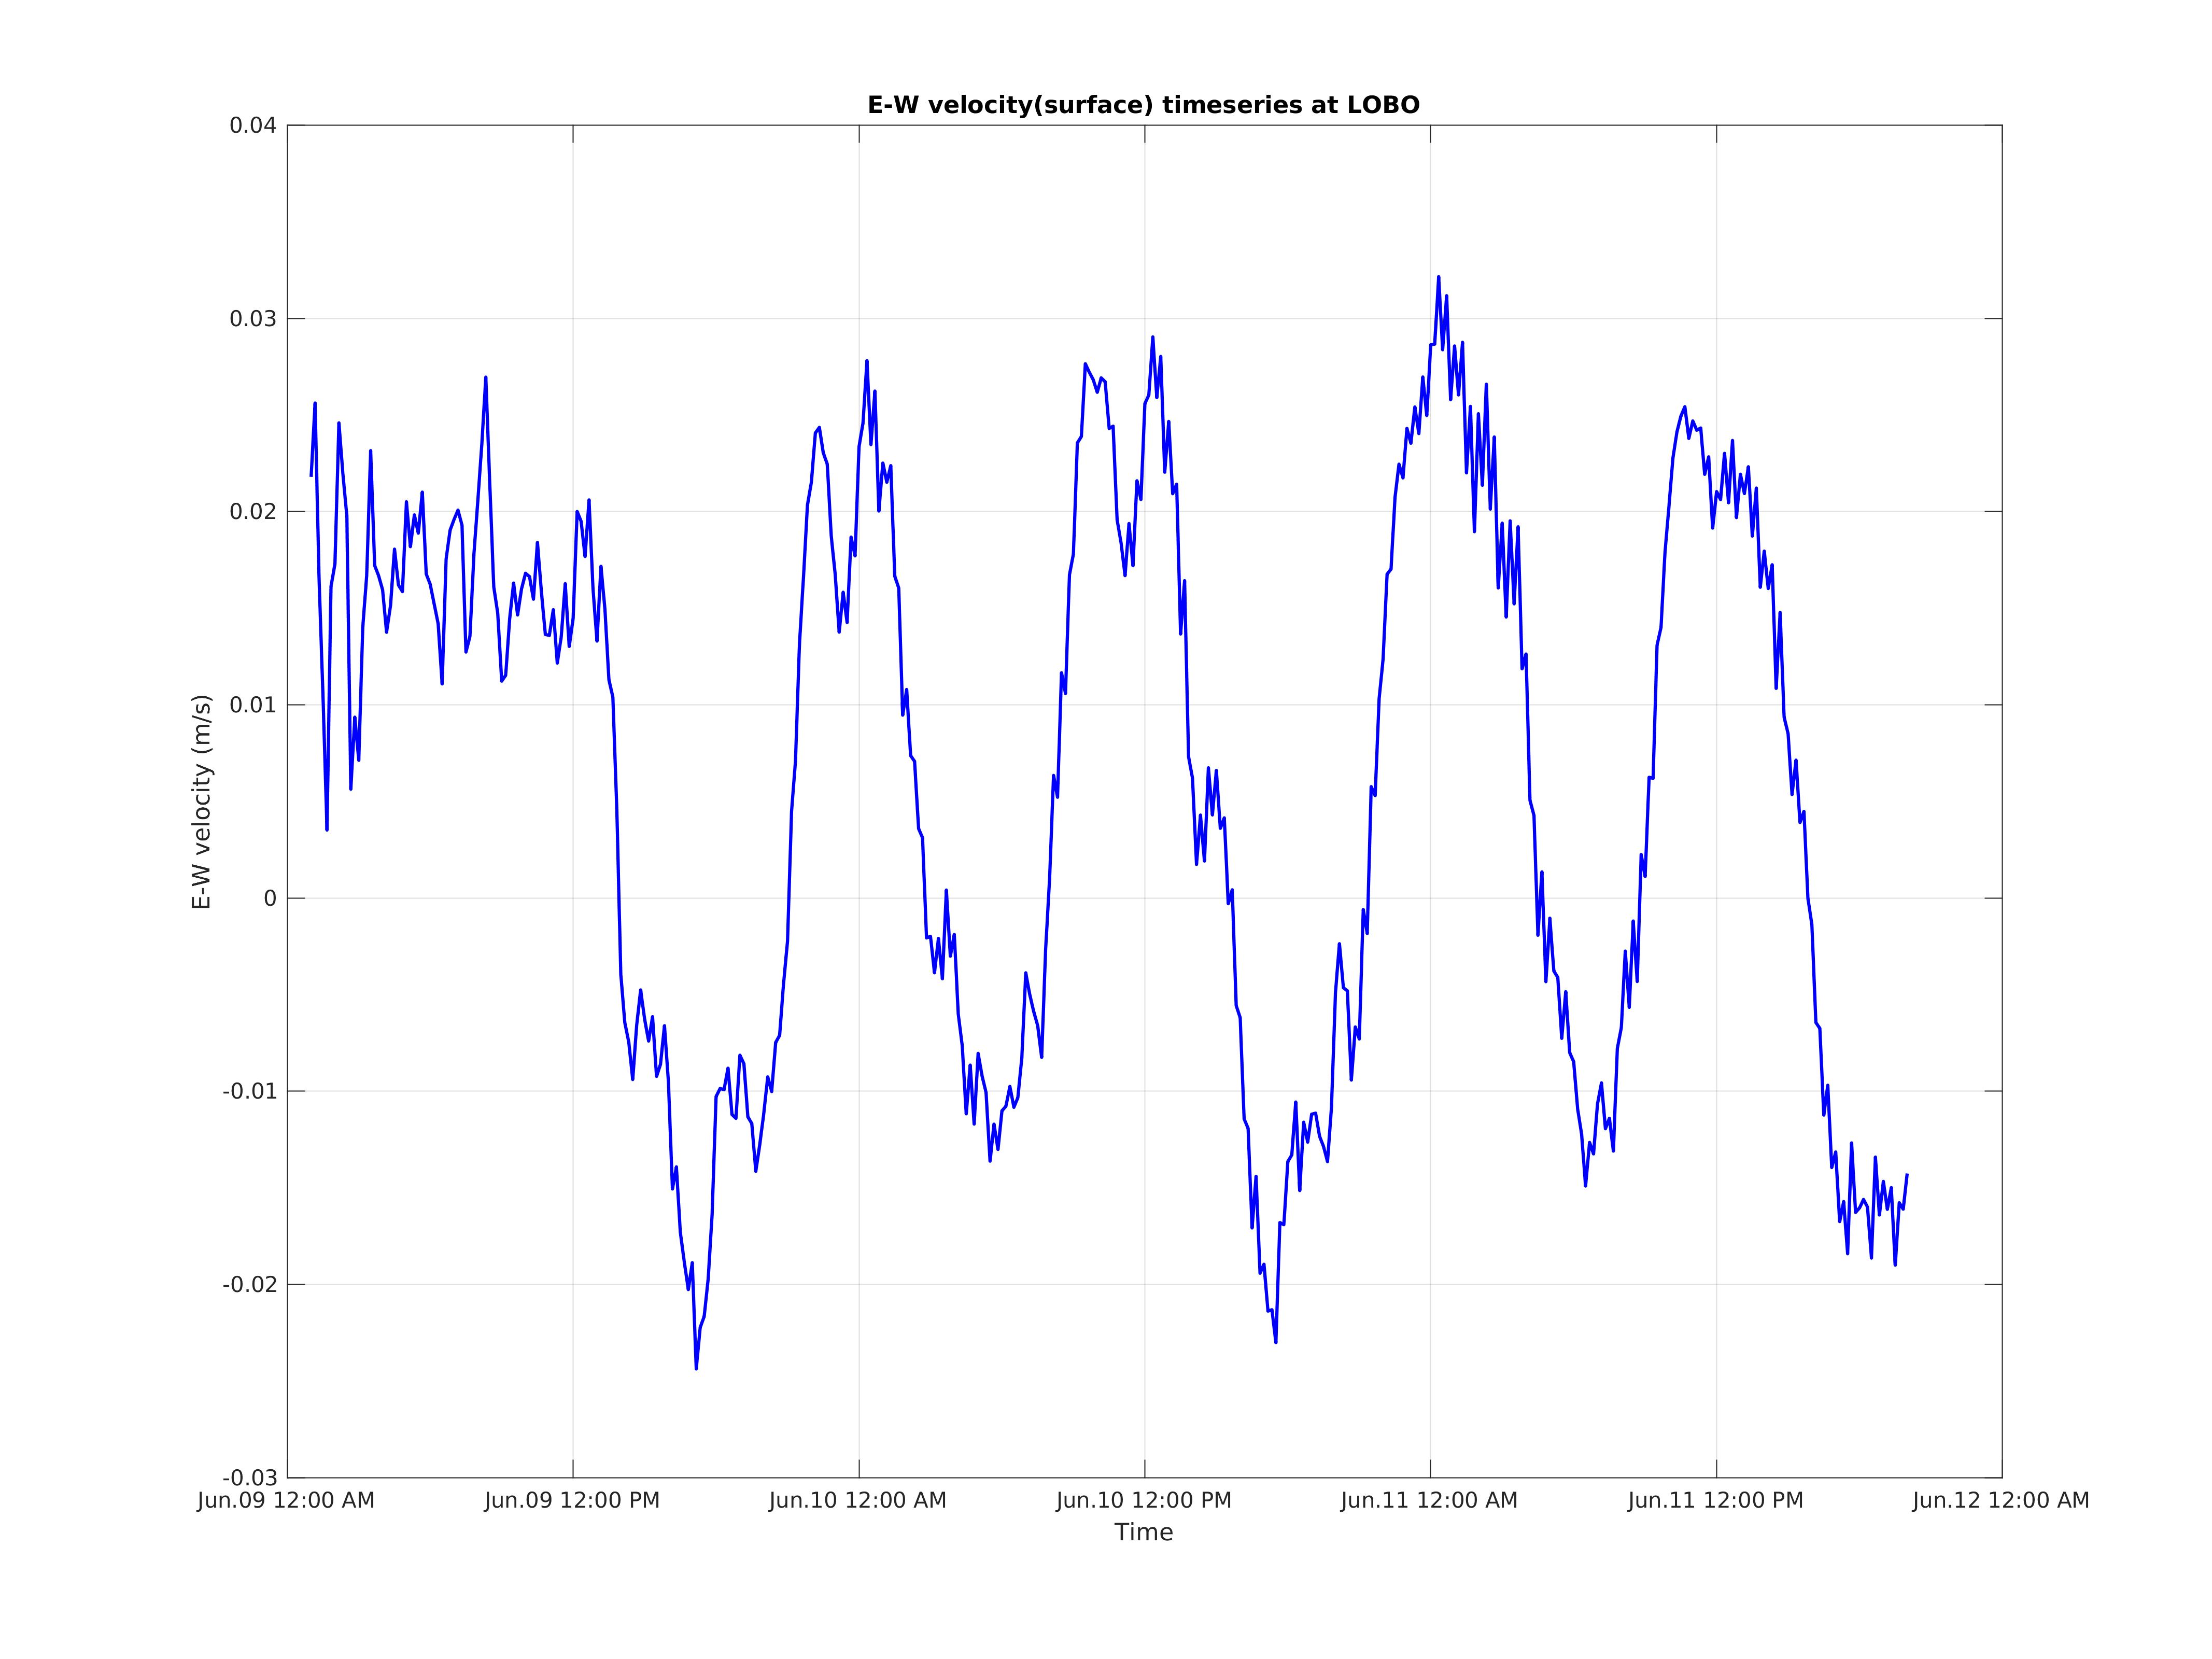 E-W velocity(surface) timeseries at LOBO
0.04
0.03
0.02
0.01
0
-0.01
-0.02
-0.03
E-W velocity (m/s)
Jun.09 12:00 AM Jun.09 12:00 PM Jun.10 12:00 AM Jun.10 12:00 PM Jun.11 12:00 AM Jun.11 12:00 PM Jun.12 12:00 AM
Time